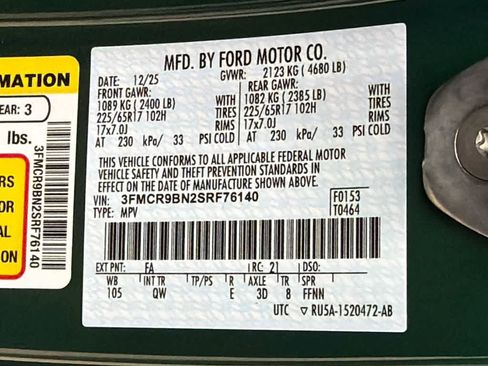 ORMATION
EAR: 3
lbs.
RS
OR
AL
ION
3FMCR9BN2SRF76140
MFD. BY FORD MOTOR CO.
DATE: 12/25 GVWR: 2123 KG ( 4680 LB)
FRONT GAWR: REAR GAWR:
1089 KG ( 2400 LB) WITH 1082 KG ( 2385 LB) WITH
225/65R17 102H TIRES 225/65R17 102H TIRES
17x7.0J RIMS 17x7.0J RIMS
AT 230 kPa/ 33 PSI COLD AT 230 kPa/ 33 PSI COLD
THIS VEHICLE CONFORMS TO ALL APPLICABLE FEDERAL MOTOR
VEHICLE SAFETY AND THEFT PREVENTION STANDARDS
IN EFFECT ON THE DATE OF MANUFACTURE SHOWN ABOVE.
VIN: 3FMCR9BN2SRF76140 F0153
TYPE: MPV T0464
EXT PNT: FA RC: 21 DSO:
WB INT TR TP/PS R AXLE TR SPR
105 QW E 3D 8 FFNN
UTC ▽ RU5A-1520472-AB